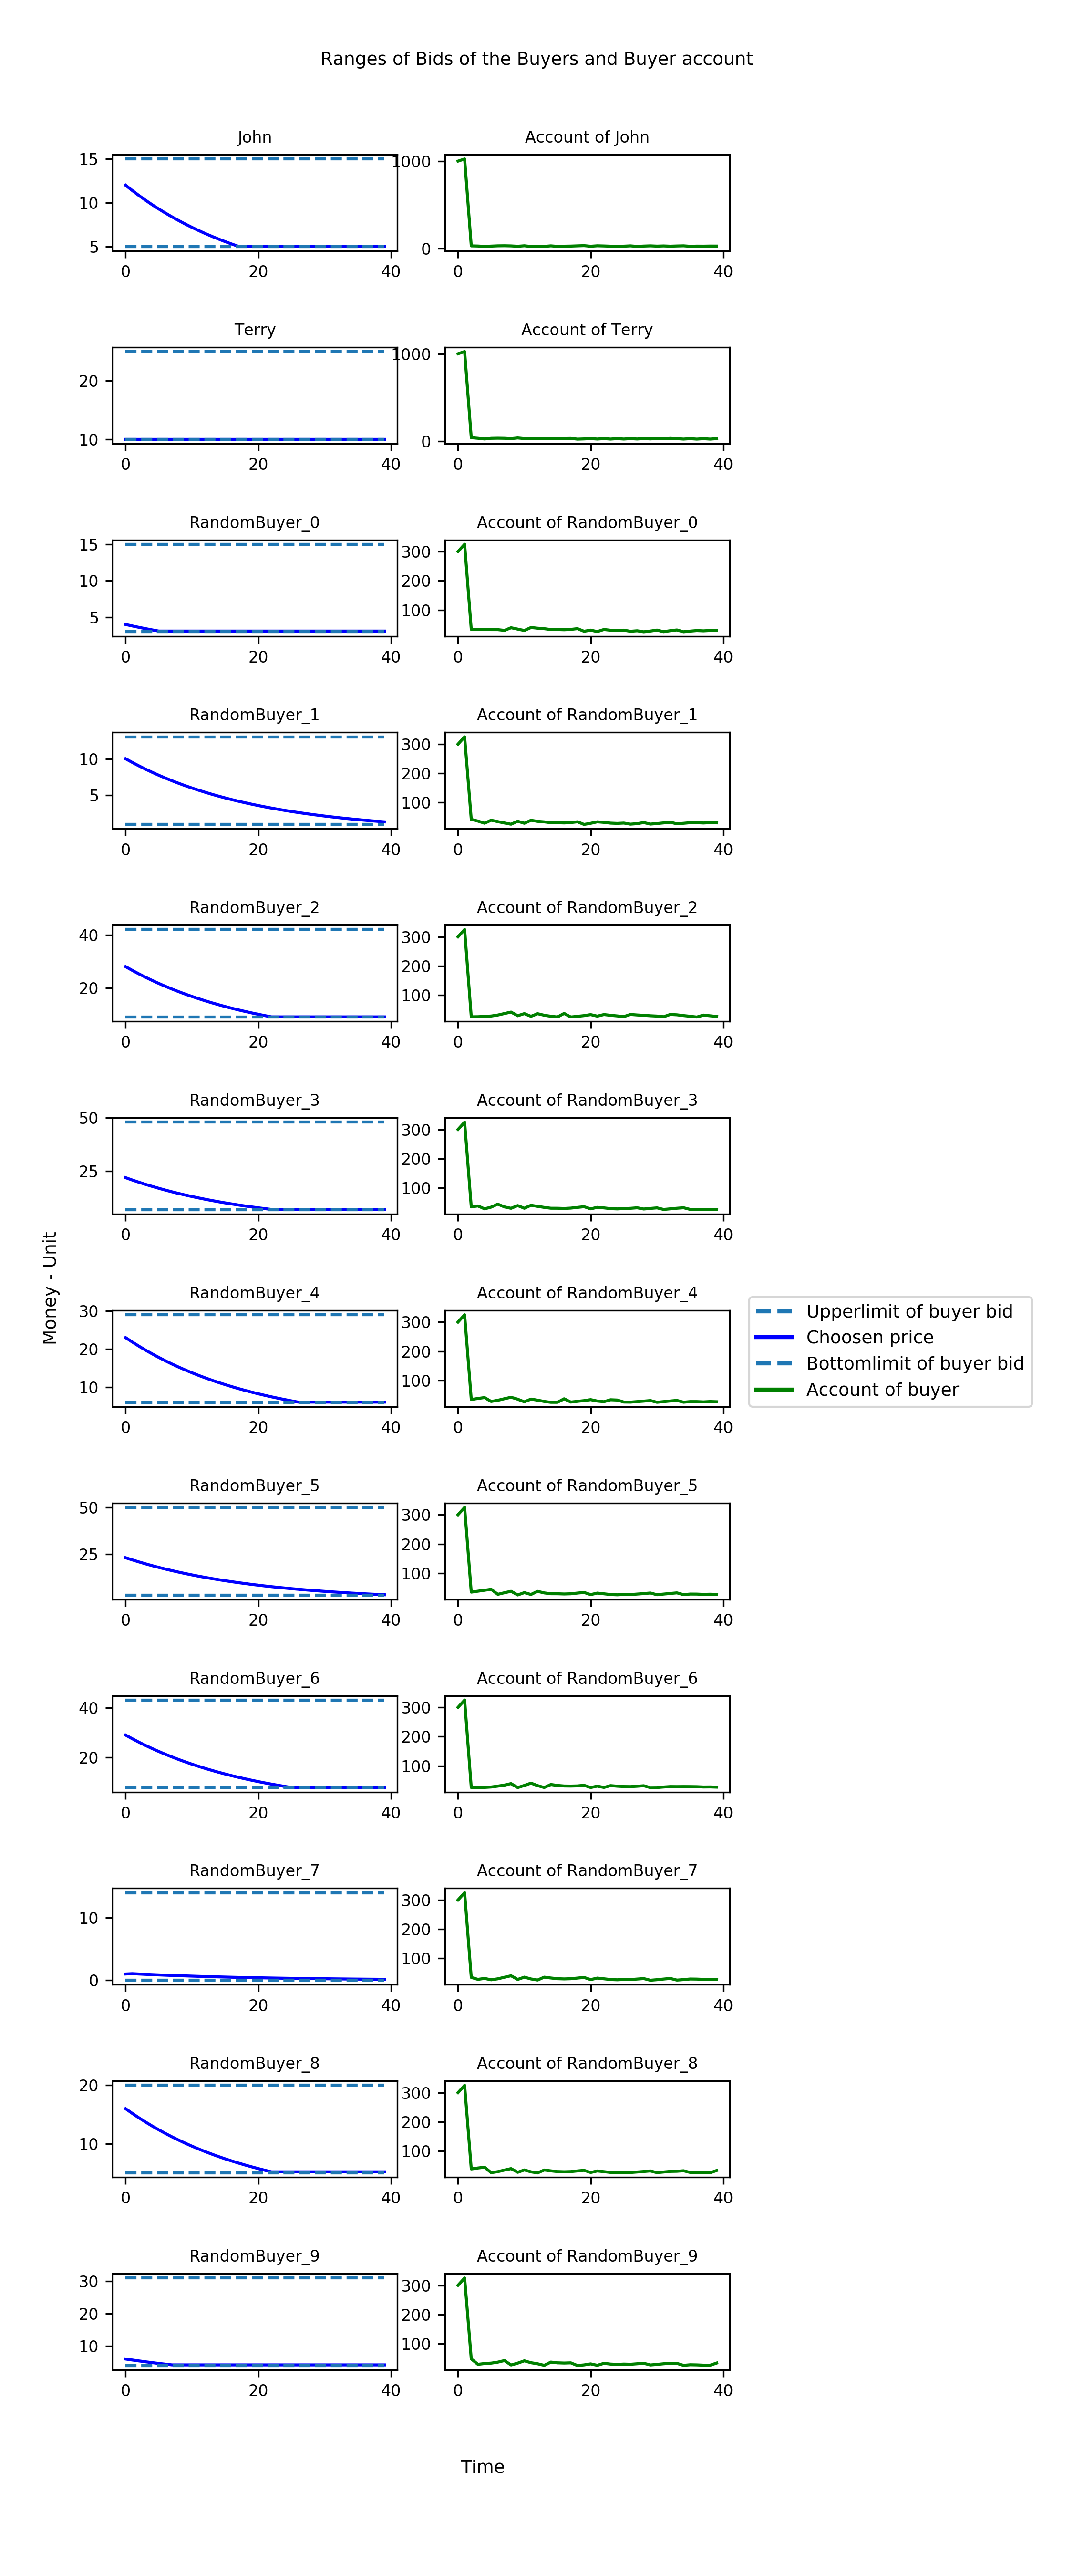 Ranges of Bids of the Buyers and Buyer account
John
Account of John
15
10
5
0 20 40
1000
0
0 20 40
Terry
Account of Terry
20
10
0 20 40
1000
0
0 20 40
RandomBuyer_0
Account of RandomBuyer_0
15
10
5
0 20 40
300
200
100
0 20 40
RandomBuyer_1
Account of RandomBuyer_1
10
5
0 20 40
300
200
100
0 20 40
RandomBuyer_2
Account of RandomBuyer_2
40
20
0 20 40
300
200
100
0 20 40
RandomBuyer_3
Account of RandomBuyer_3
50
25
0 20 40
300
200
100
0 20 40
Money - Unit
RandomBuyer_4
Account of RandomBuyer_4
30
20
10
0 20 40
300
200
100
0 20 40
Upperlimit of buyer bid
Choosen price
Bottomlimit of buyer bid
Account of buyer
RandomBuyer_5
Account of RandomBuyer_5
50
25
0 20 40
300
200
100
0 20 40
RandomBuyer_6
Account of RandomBuyer_6
40
20
0 20 40
300
200
100
0 20 40
RandomBuyer_7
Account of RandomBuyer_7
10
0
0 20 40
300
200
100
0 20 40
RandomBuyer_8
Account of RandomBuyer_8
20
10
0 20 40
300
200
100
0 20 40
RandomBuyer_9
Account of RandomBuyer_9
30
20
10
0 20 40
300
200
100
0 20 40
Time